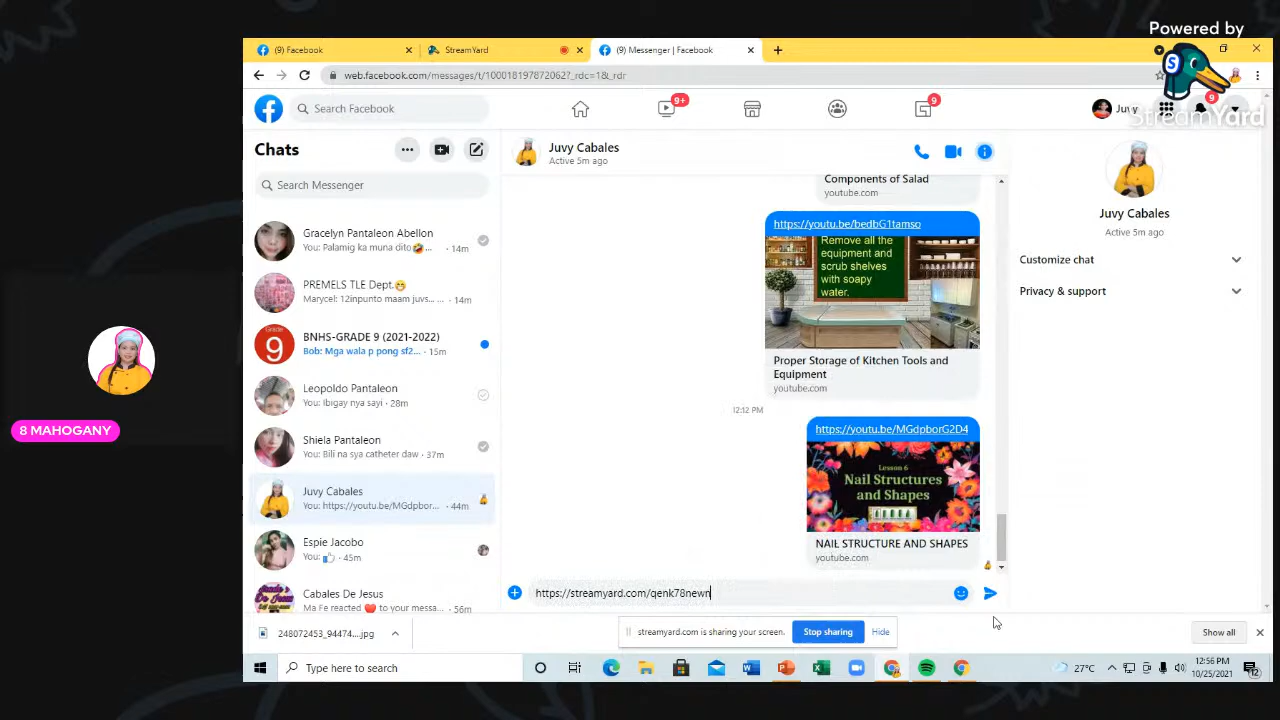 Powered by
StreamYard
(9) Facebook
StreamYard
(9) Messenger | Facebook
web.facebook.com/messages/t/100018197872062?_rdc=1&_rdr
Search Facebook
9+
9
Juvy
9
Chats
Search Messenger
Gracelyn Pantaleon Abellon
You: Palamig ka muna dito🤣... · 14m
PREMELS TLE Dept.😁
Marycel: 12inpunto maam juvs... · 14m
Grade
9
BNHS-GRADE 9 (2021-2022)
Bob: Mga wala p pong sf2... · 15m
Leopoldo Pantaleon
You: Ibigay nya sayi · 28m
Shiela Pantaleon
You: Bili na sya catheter daw · 37m
Juvy Cabales
You: https://youtu.be/MGdpbor... · 44m
Espie Jacobo
You: 👍 · 45m
Cabales De Jesus
Ma Fe reacted ❤️ to your messa... · 56m
Juvy Cabales
Active 5m ago
Components of Salad
youtube.com
https://youtu.be/bedbG1tamso
Remove all the
equipment and
scrub shelves
with soapy
water.
Proper Storage of Kitchen Tools and
Equipment
youtube.com
12:12 PM
https://youtu.be/MGdpborG2D4
Lesson 6
Nail Structures
and Shapes
NAIL STRUCTURE AND SHAPES
youtube.com
https://streamyard.com/qenk78newn
Juvy Cabales
Active 5m ago
Customize chat
Privacy & support
8 MAHOGANY
248072453_94474....jpg
streamyard.com is sharing your screen.
Stop sharing
Hide
Show all
Type here to search
27°C
12:56 PM
10/25/2021
12